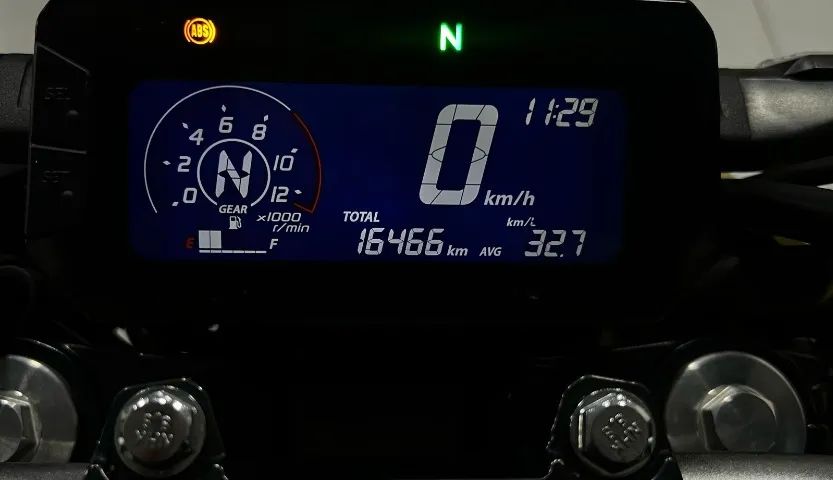 ABS
N
SEL
SET
11:29
0 km/h
0 2 4 6 8 10 12
N
GEAR
x1000
r/min
E F
TOTAL
16466 km
km/L
AVG 32.7